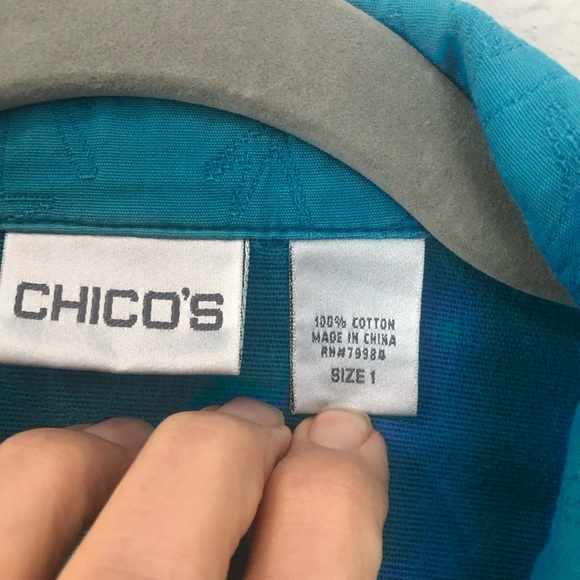 CHICO'S
100% COTTON
MADE IN CHINA
RN#79984
SIZE 1